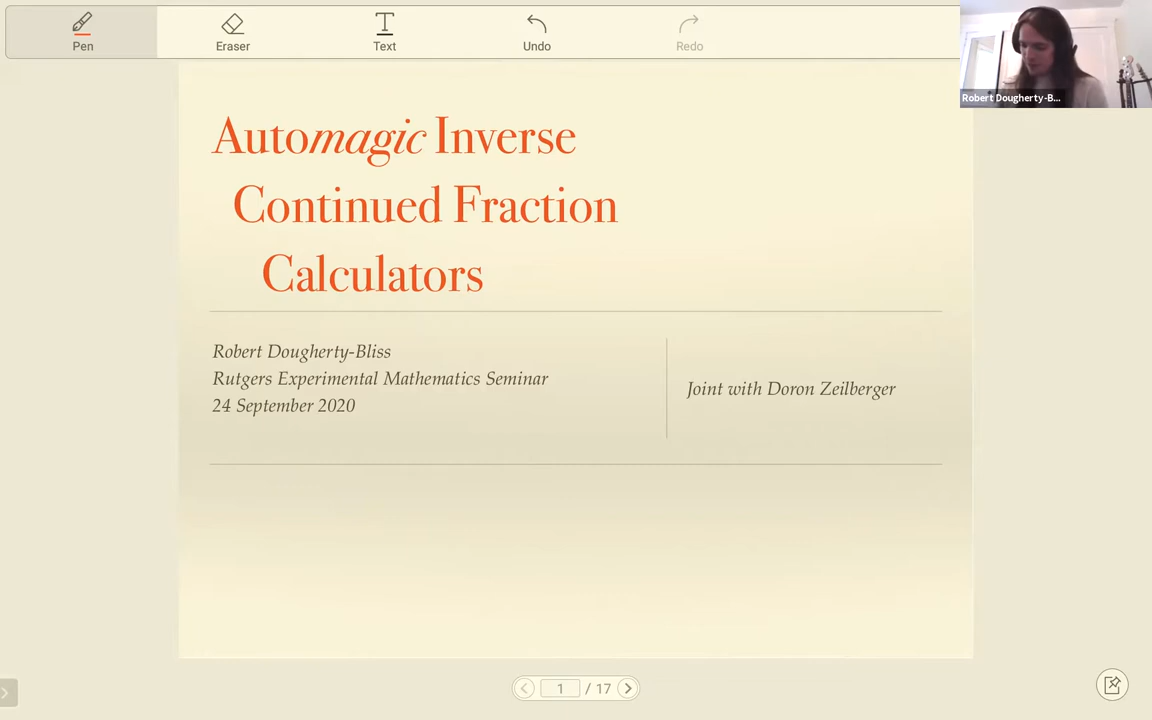 Pen
Eraser
Text
Undo
Redo
Robert Dougherty-B...
Automagic Inverse
Continued Fraction
Calculators
Robert Dougherty-Bliss
Rutgers Experimental Mathematics Seminar
24 September 2020
Joint with Doron Zeilberger
1 / 17